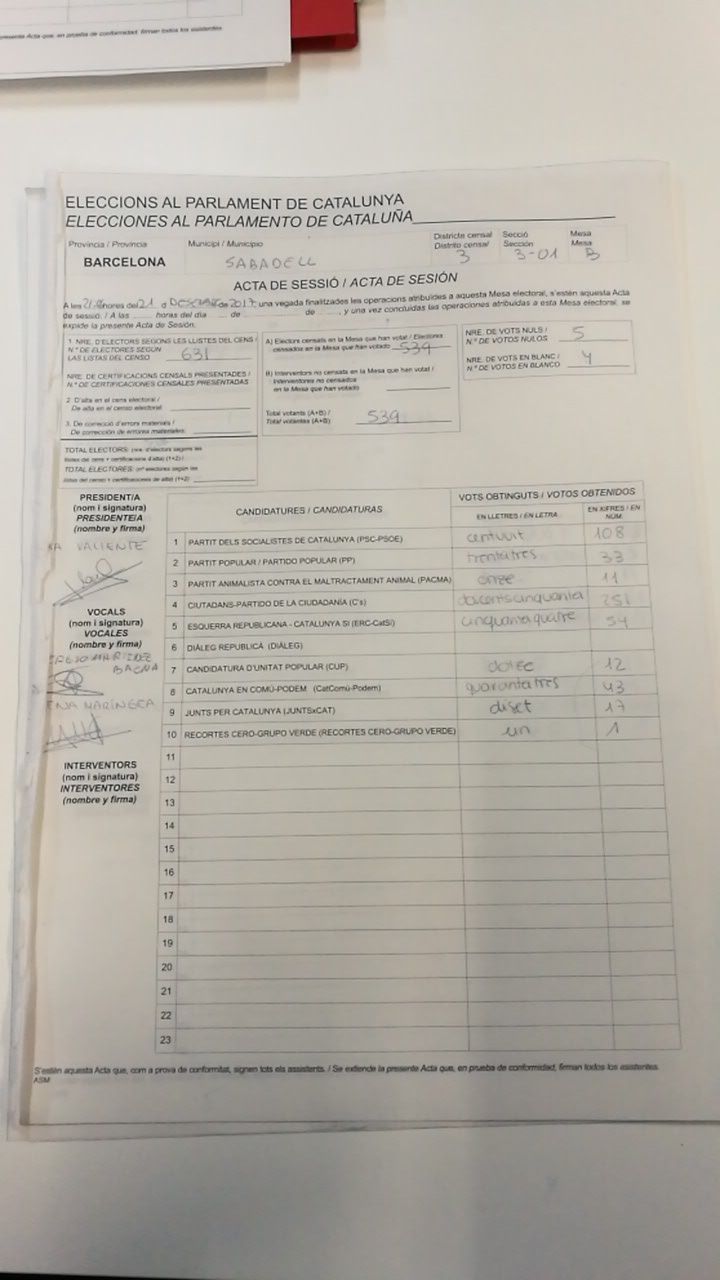 presente Acta que, en prueba de conformidad, firman todos los asistentes
ELECCIONS AL PARLAMENT DE CATALUNYA
ELECCIONES AL PARLAMENTO DE CATALUÑA
Província / Provincia
Municipi / Municipio
Districte censal
Distrito censal
Secció
Sección
Mesa
Mesa
BARCELONA
SABADELL
3
3-01
B
ACTA DE SESSIÓ / ACTA DE SESIÓN
A les hores del 21 d DESEMBRE de 2017, una vegada finalitzades les operacions atribuïdes a aquesta Mesa electoral, s'estén aquesta Acta
de sessió. / A las ...... horas del día ...... de ............ de ......, y una vez concluidas las operaciones atribuidas a esta Mesa electoral, se
expide la presente Acta de Sesión.
1. NRE. D'ELECTORS SEGONS LES LLISTES DEL CENS /
N.º DE ELECTORES SEGÚN
LAS LISTAS DEL CENSO 631
NRE. DE CERTIFICACIONS CENSALS PRESENTADES /
N.º DE CERTIFICACIONES CENSALES PRESENTADAS
2. D'alta en el cens electoral /
De alta en el censo electoral
3. De correcció d'errors materials /
De corrección de errores materiales
TOTAL ELECTORS: (nre. d'electors segons les
llistes del cens + certificacions d'alta) (1+2) /
TOTAL ELECTORES: (nº electores según las
listas del censo + certificaciones de alta) (1+2)
A) Electors censats en la Mesa que han votat / Electores
censados en la Mesa que han votado 539
B) Interventors no censats en la Mesa que han votat /
Interventores no censados
en la Mesa que han votado
Total votants (A+B) /
Total votantes (A+B) 539
NRE. DE VOTS NULS /
N.º DE VOTOS NULOS 5
NRE. DE VOTS EN BLANC /
N.º DE VOTOS EN BLANCO 4
PRESIDENT/A
(nom i signatura)
PRESIDENTE/A
(nombre y firma)
VALIENTE
VOCALS
(nom i signatura)
VOCALES
(nombre y firma)
BAENA
INTERVENTORS
(nom i signatura)
INTERVENTORES
(nombre y firma)
CANDIDATURES / CANDIDATURAS
VOTS OBTINGUTS / VOTOS OBTENIDOS
EN LLETRES / EN LETRA
EN XIFRES / EN NÚM.
1 PARTIT DELS SOCIALISTES DE CATALUNYA (PSC-PSOE) centvuit 108
2 PARTIT POPULAR / PARTIDO POPULAR (PP) trentatres 33
3 PARTIT ANIMALISTA CONTRA EL MALTRACTAMENT ANIMAL (PACMA) onze 11
4 CIUTADANS-PARTIDO DE LA CIUDADANÍA (C's) 251
5 ESQUERRA REPUBLICANA - CATALUNYA SÍ (ERC-CatSí) cinquantaquatre 54
6 DIÀLEG REPUBLICÀ (DIÀLEG)
7 CANDIDATURA D'UNITAT POPULAR (CUP) dotze 12
8 CATALUNYA EN COMÚ-PODEM (CatComú-Podem) quarantatres 43
9 JUNTS PER CATALUNYA (JUNTSxCAT) diset 17
10 RECORTES CERO-GRUPO VERDE (RECORTES CERO-GRUPO VERDE) un 1
11
12
13
14
15
16
17
18
19
20
21
22
23
S'estén aquesta Acta que, com a prova de conformitat, signen tots els assistents. / Se extiende la presente Acta que, en prueba de conformidad, firman todos los asistentes.
ASM